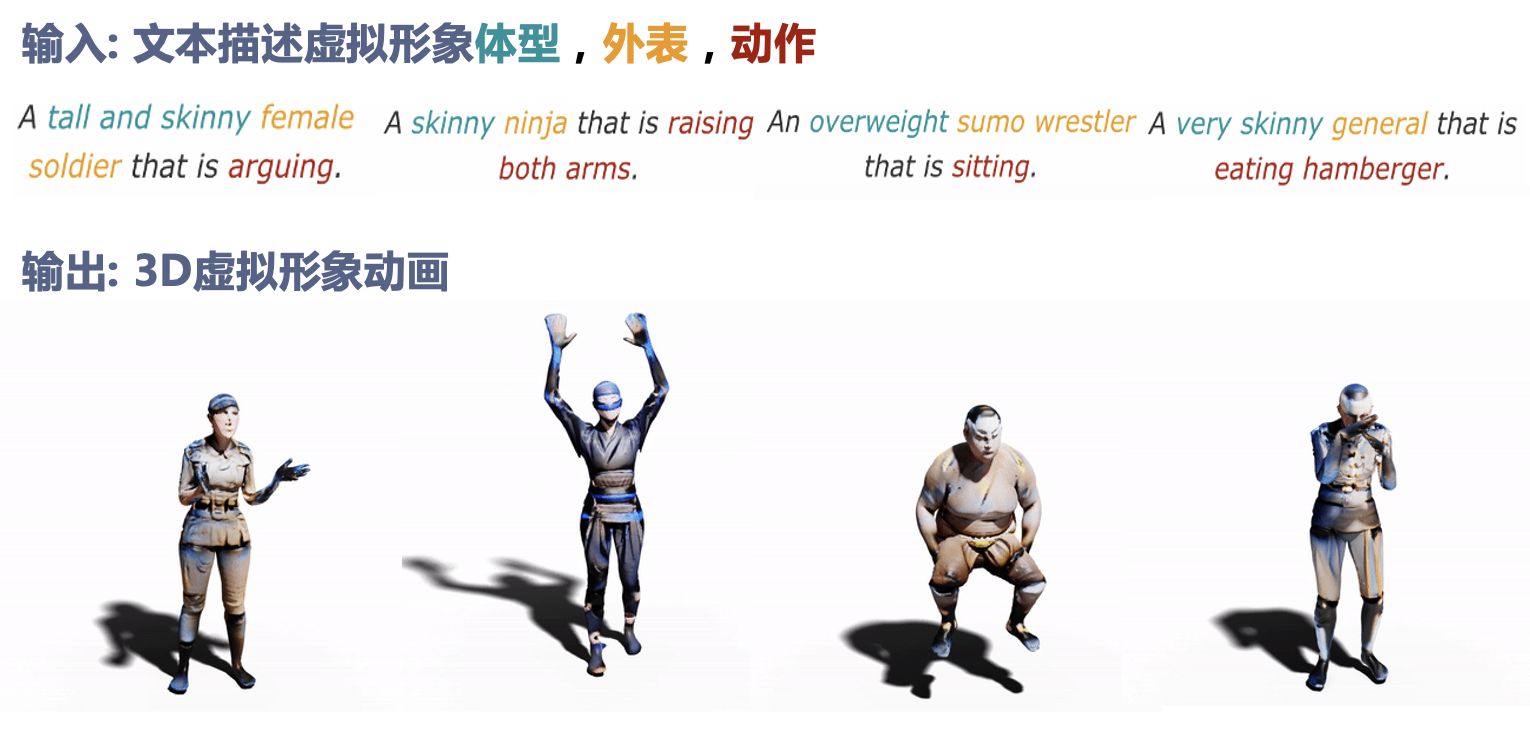 输入: 文本描述虚拟形象体型，外表，动作
A tall and skinny female
soldier that is arguing.
A skinny ninja that is raising
both arms.
An overweight sumo wrestler
that is sitting.
A very skinny general that is
eating hamberger.
输出: 3D虚拟形象动画